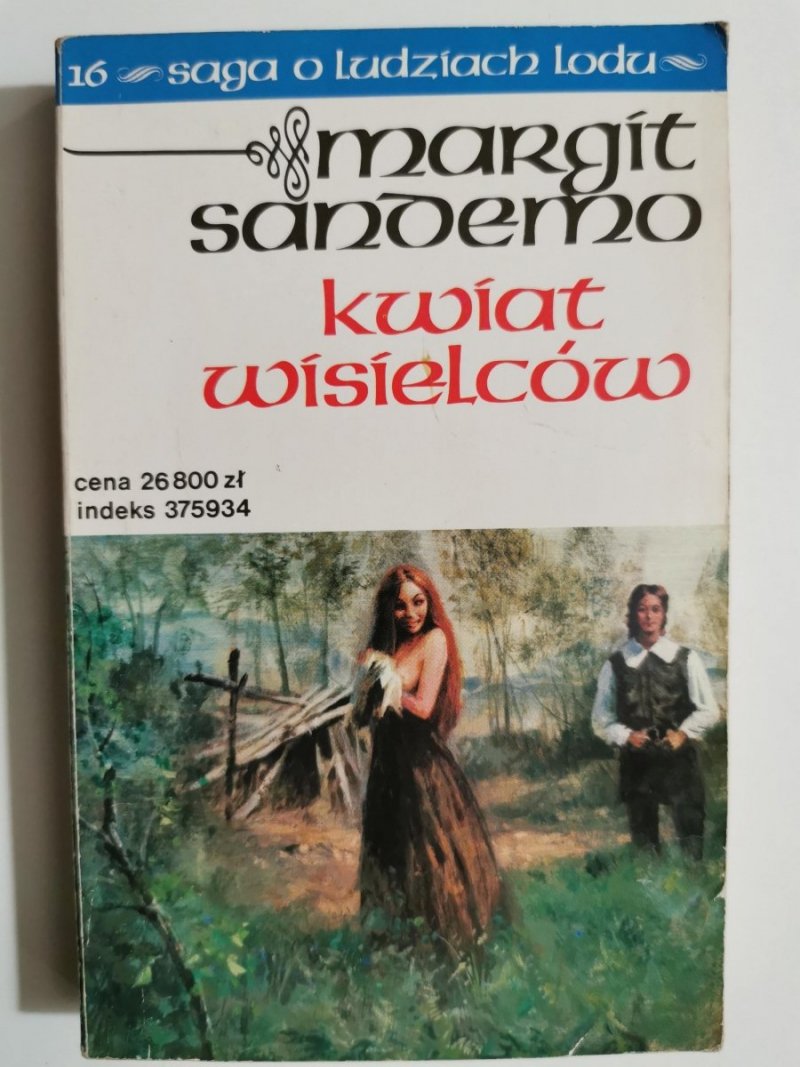 16 saga o ludziach lodu
margit
sandemo
kwiat
wisielców
cena 26 800 zł
indeks 375934